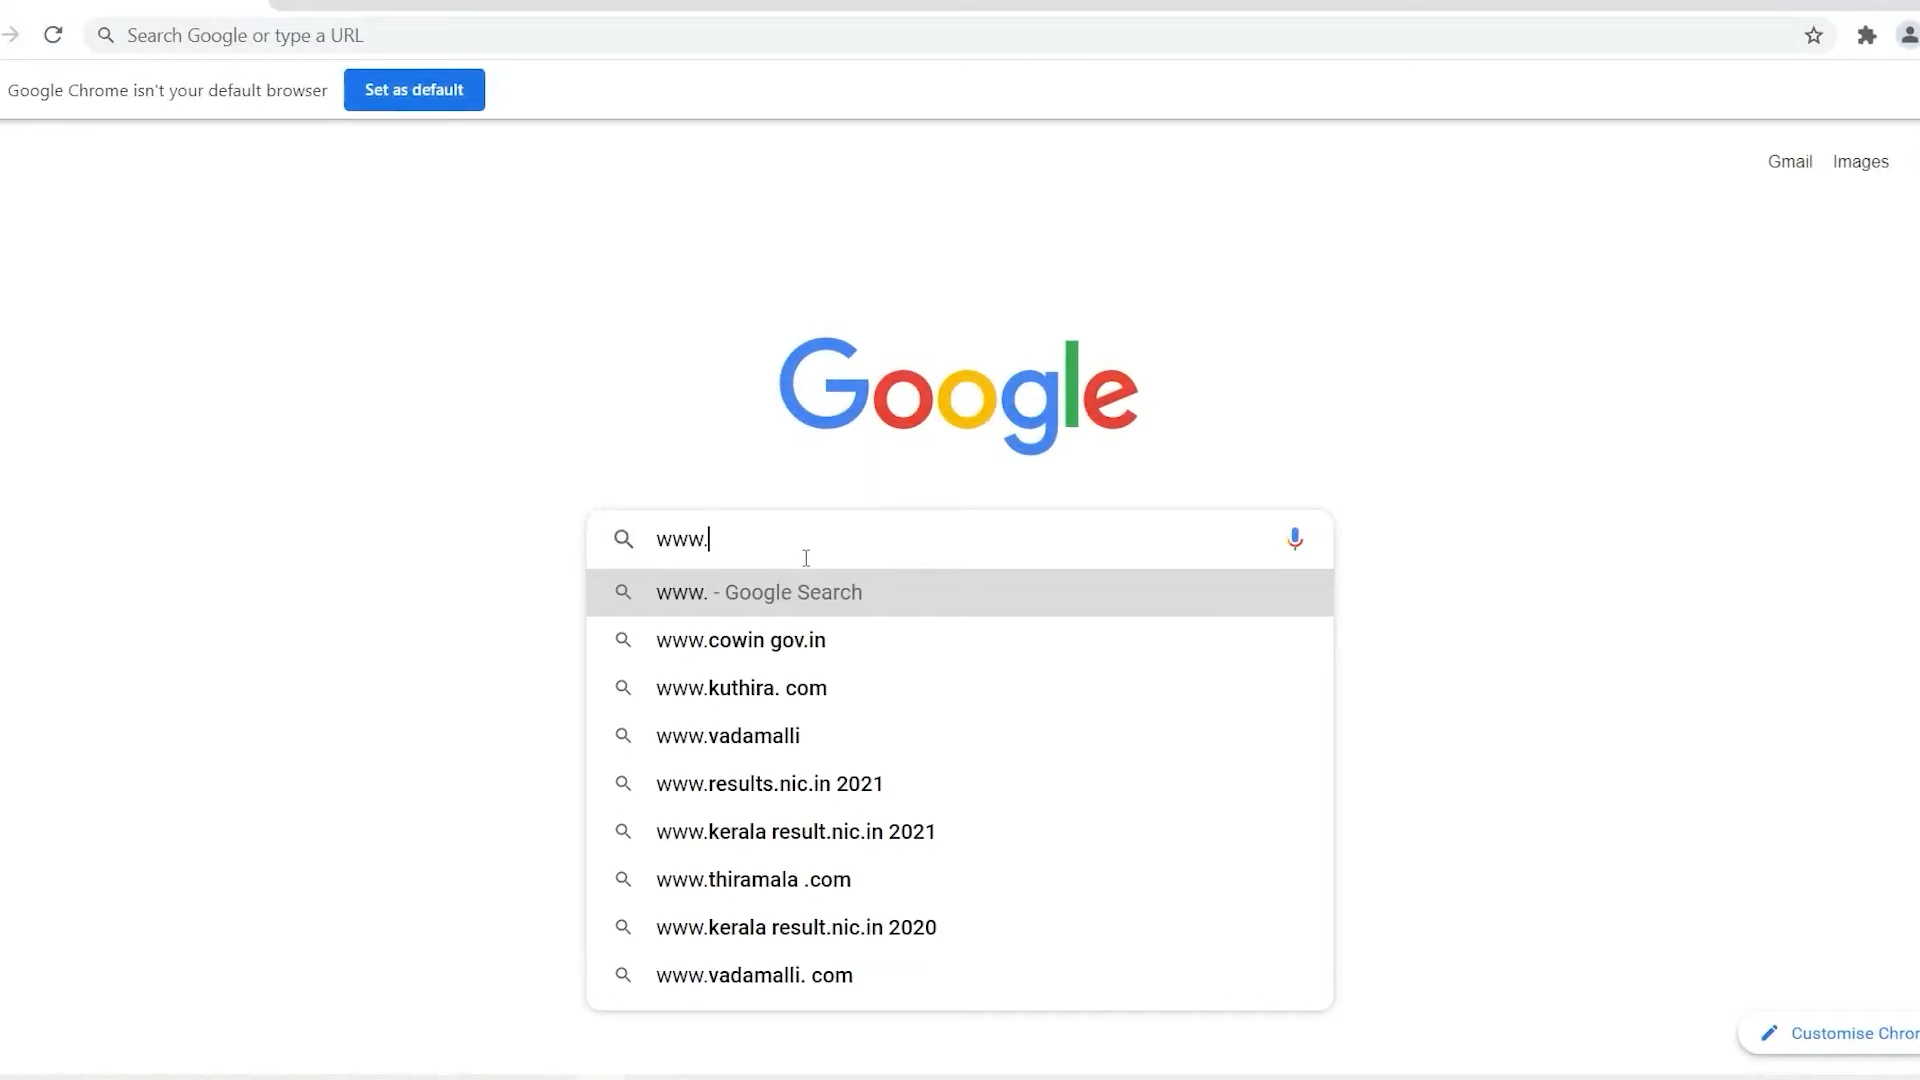 Search Google or type a URL
Google Chrome isn't your default browser Set as default
Gmail Images
Google
www.
www. - Google Search
www.cowin gov.in
www.kuthira. com
www.vadamalli
www.results.nic.in 2021
www.kerala result.nic.in 2021
www.thiramala .com
www.kerala result.nic.in 2020
www.vadamalli. com
Customise